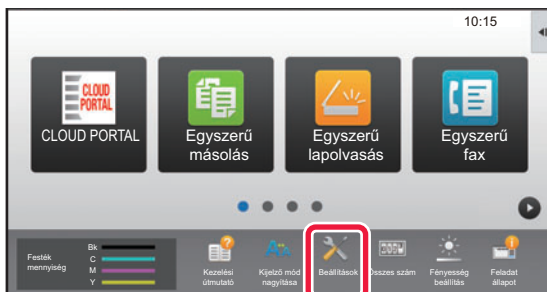 10:15
CLOUD
PORTAL
CLOUD PORTAL
Egyszerű
másolás
Egyszerű
lapolvasás
Egyszerű
fax
Festék
mennyiség
Bk
C
M
Y
Kezelési
útmutató
Kijelző mód
nagyítása
Beállítások
Összes szám
Fényesség
beállítás
Feladat
állapot